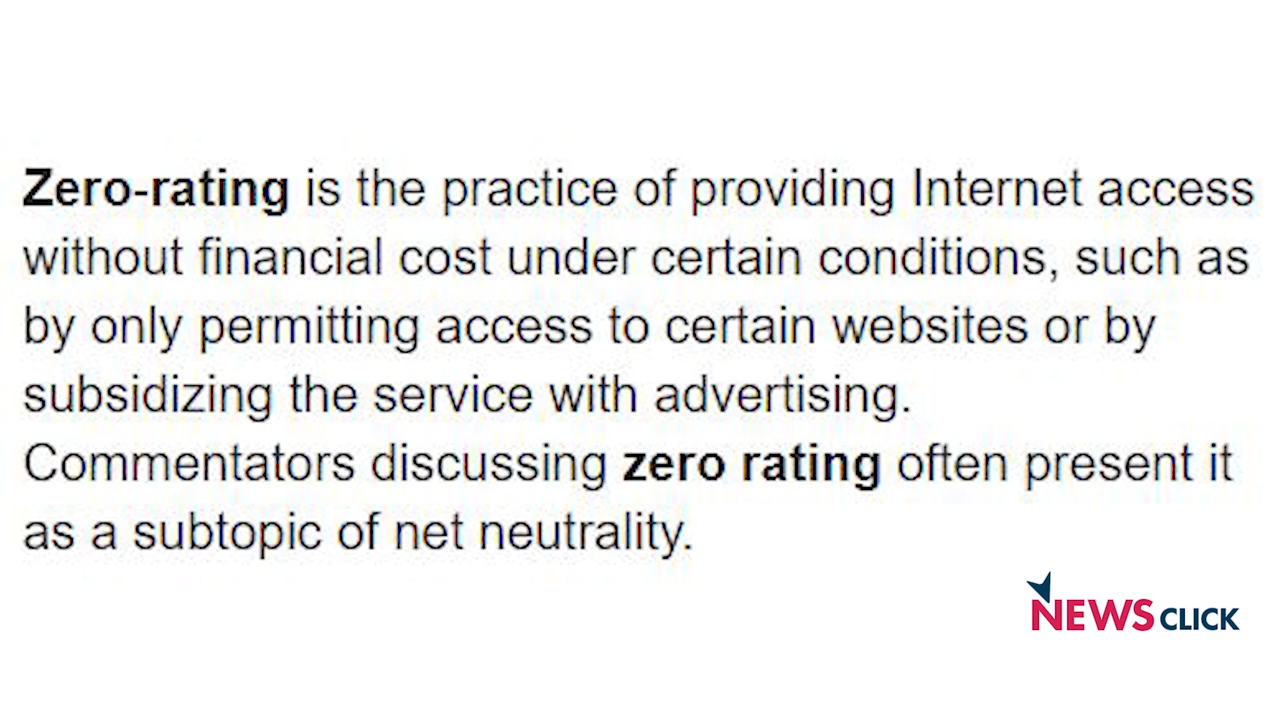 Zero-rating is the practice of providing Internet access
without financial cost under certain conditions, such as
by only permitting access to certain websites or by
subsidizing the service with advertising.
Commentators discussing zero rating often present it
as a subtopic of net neutrality.
NEWSCLICK